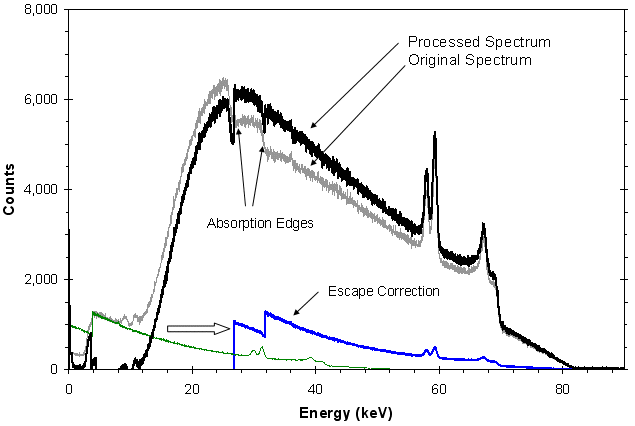 8,000
6,000
4,000
2,000
0
Counts
Processed Spectrum
Original Spectrum
Absorption Edges
Escape Correction
0 20 40 60 80
Energy (keV)